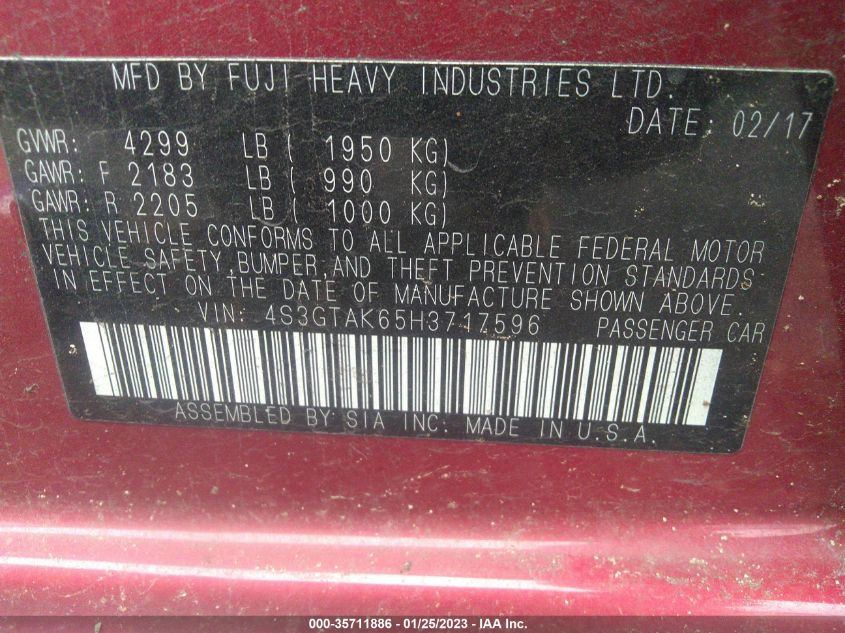 MFD BY FUJI HEAVY INDUSTRIES LTD.
DATE: 02/17
GVWR: 4299 LB ( 1950 KG)
GAWR: F 2183 LB ( 990 KG)
GAWR: R 2205 LB ( 1000 KG)
THIS VEHICLE CONFORMS TO ALL APPLICABLE FEDERAL MOTOR
VEHICLE SAFETY,BUMPER,AND THEFT PREVENTION STANDARDS
IN EFFECT ON THE DATE OF MANUFACTURE SHOWN ABOVE.
VIN: 4S3GTAK65H3717596 PASSENGER CAR
ASSEMBLED BY SIA INC. MADE IN U.S.A.
000-35711886 - 01/25/2023 - IAA Inc.